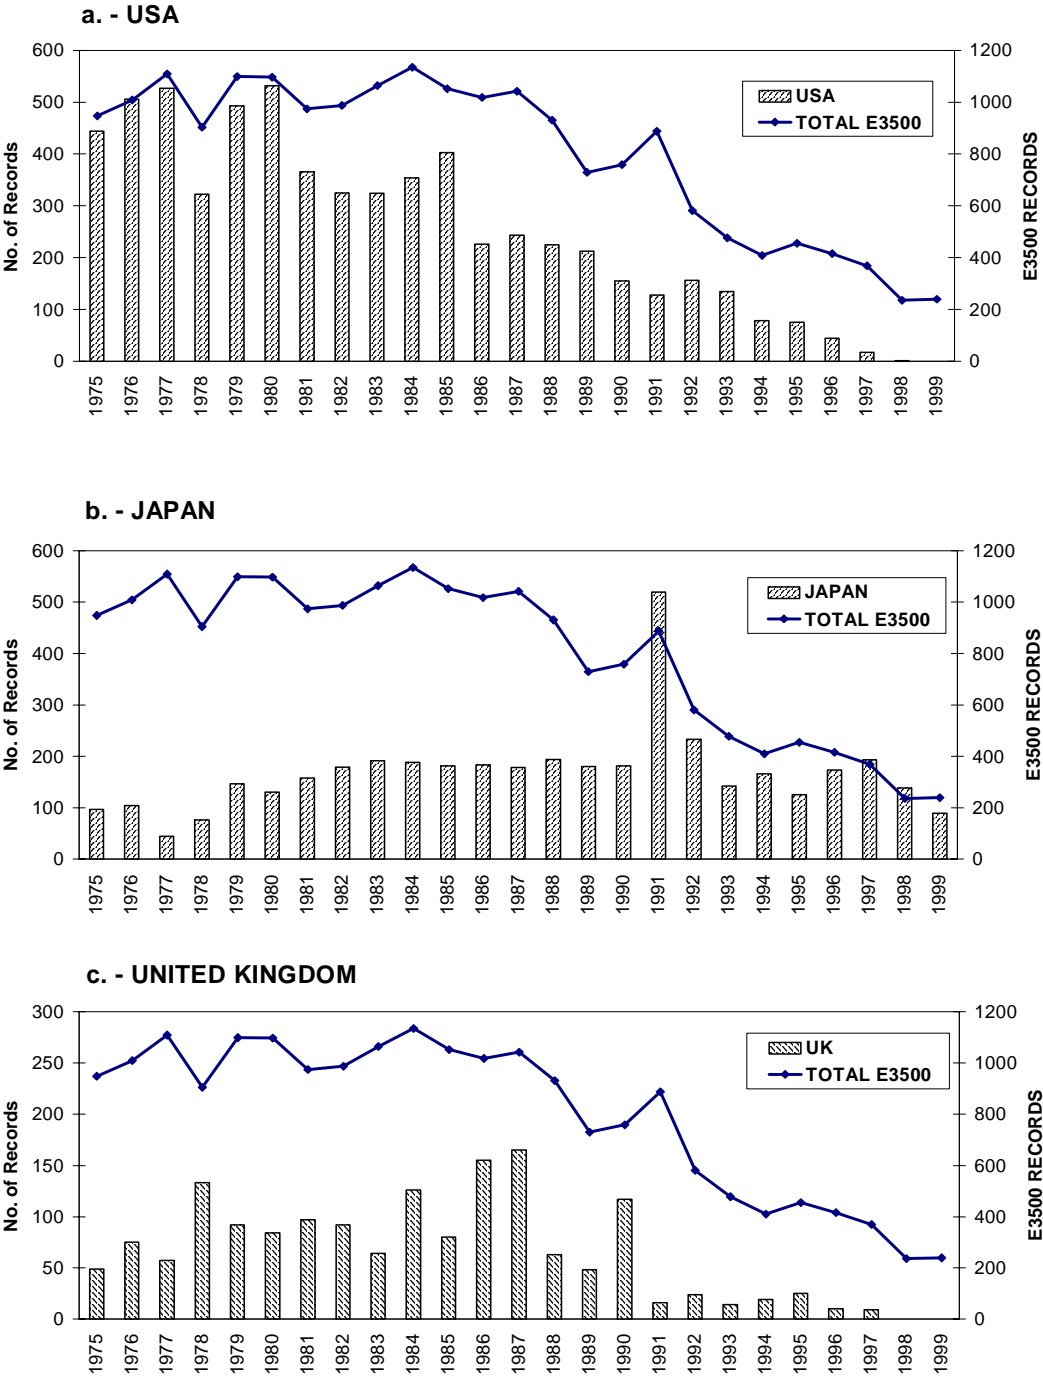 a. - USA
600
500
400
300
200
100
0
No. of Records
1200
1000
800
600
400
200
0
E3500 RECORDS
USA
TOTAL E3500
1975 1976 1977 1978 1979 1980 1981 1982 1983 1984 1985 1986 1987 1988 1989 1990 1991 1992 1993 1994 1995 1996 1997 1998 1999
b. - JAPAN
600
500
400
300
200
100
0
No. of Records
1200
1000
800
600
400
200
0
E3500 RECORDS
JAPAN
TOTAL E3500
1975 1976 1977 1978 1979 1980 1981 1982 1983 1984 1985 1986 1987 1988 1989 1990 1991 1992 1993 1994 1995 1996 1997 1998 1999
c. - UNITED KINGDOM
300
250
200
150
100
50
0
No. of Records
1200
1000
800
600
400
200
0
E3500 RECORDS
UK
TOTAL E3500
1975 1976 1977 1978 1979 1980 1981 1982 1983 1984 1985 1986 1987 1988 1989 1990 1991 1992 1993 1994 1995 1996 1997 1998 1999